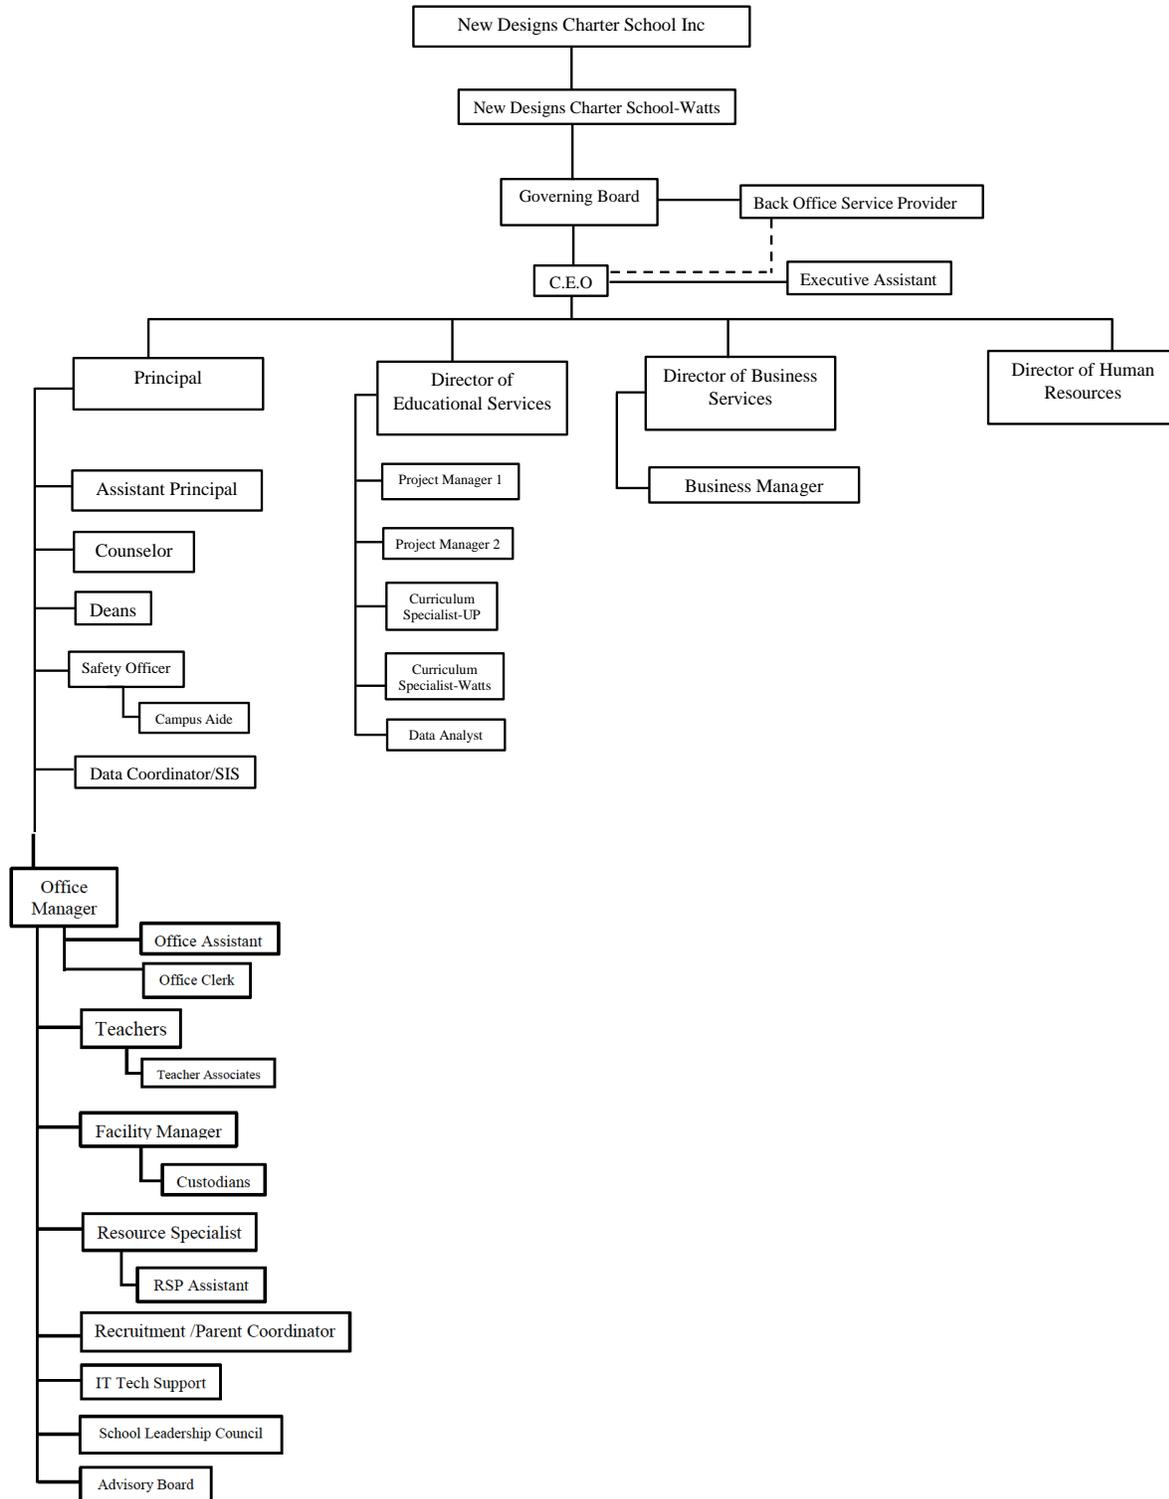 New Designs Charter School Inc
New Designs Charter School-Watts
Governing Board
Back Office Service Provider
C.E.O
Executive Assistant
Principal
Director of
Educational Services
Director of Business
Services
Director of Human
Resources
Assistant Principal
Counselor
Deans
Safety Officer
Campus Aide
Data Coordinator/SIS
Project Manager 1
Project Manager 2
Curriculum
Specialist-UP
Curriculum
Specialist-Watts
Data Analyst
Business Manager
Office
Manager
Office Assistant
Office Clerk
Teachers
Teacher Associates
Facility Manager
Custodians
Resource Specialist
RSP Assistant
Recruitment /Parent Coordinator
IT Tech Support
School Leadership Council
Advisory Board